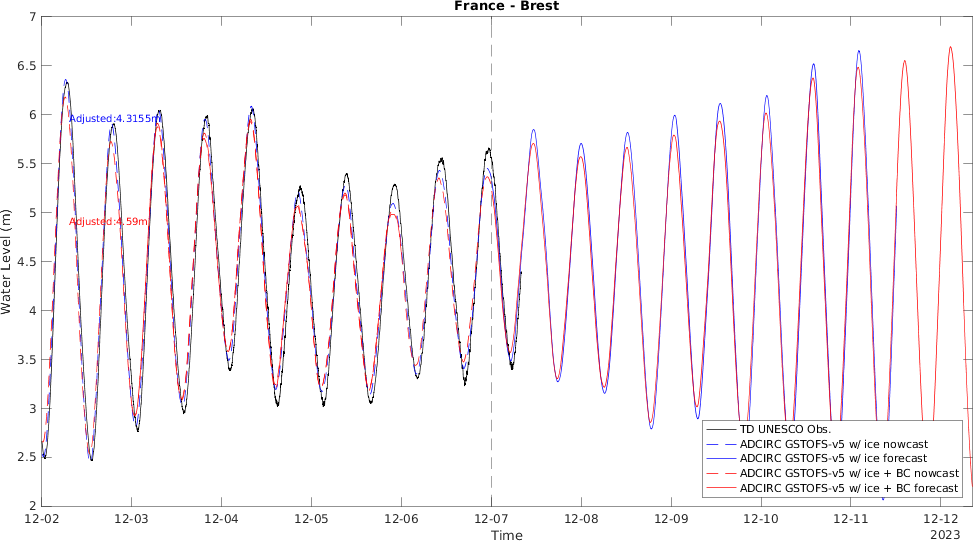 France - Brest
7
6.5
6
5.5
5
4.5
4
3.5
3
2.5
2
Water Level (m)
Adjusted:4.3155m
Adjusted:4.59m
TD UNESCO Obs.
ADCIRC GSTOFS-v5 w/ ice nowcast
ADCIRC GSTOFS-v5 w/ ice forecast
ADCIRC GSTOFS-v5 w/ ice + BC nowcast
ADCIRC GSTOFS-v5 w/ ice + BC forecast
12-02 12-03 12-04 12-05 12-06 12-07 12-08 12-09 12-10 12-11 12-12
Time
2023